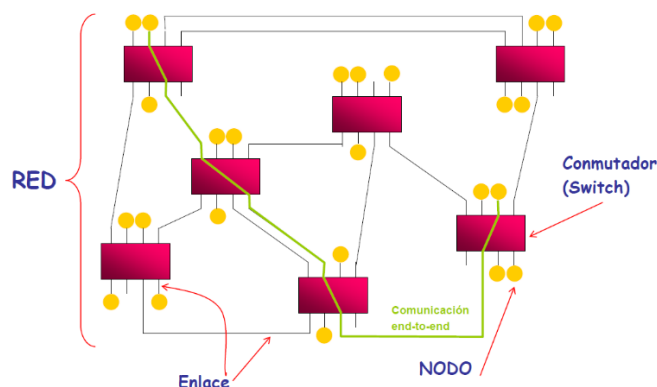 RED
Conmutador
(Switch)
Comunicación
end-to-end
NODO
Enlace